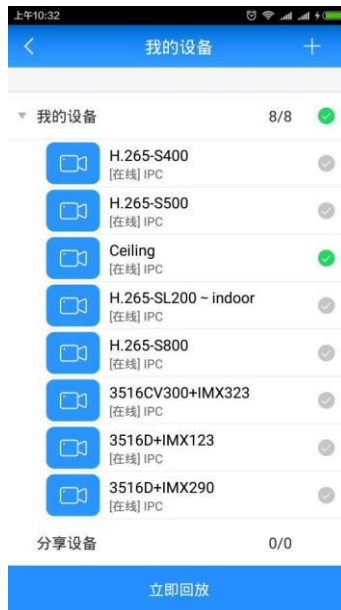 上午10:32
我的设备
我的设备 8/8
H.265-S400
[在线] IPC
H.265-S500
[在线] IPC
Ceiling
[在线] IPC
H.265-SL200 ~ indoor
[在线] IPC
H.265-S800
[在线] IPC
3516CV300+IMX323
[在线] IPC
3516D+IMX123
[在线] IPC
3516D+IMX290
[在线] IPC
分享设备 0/0
立即回放